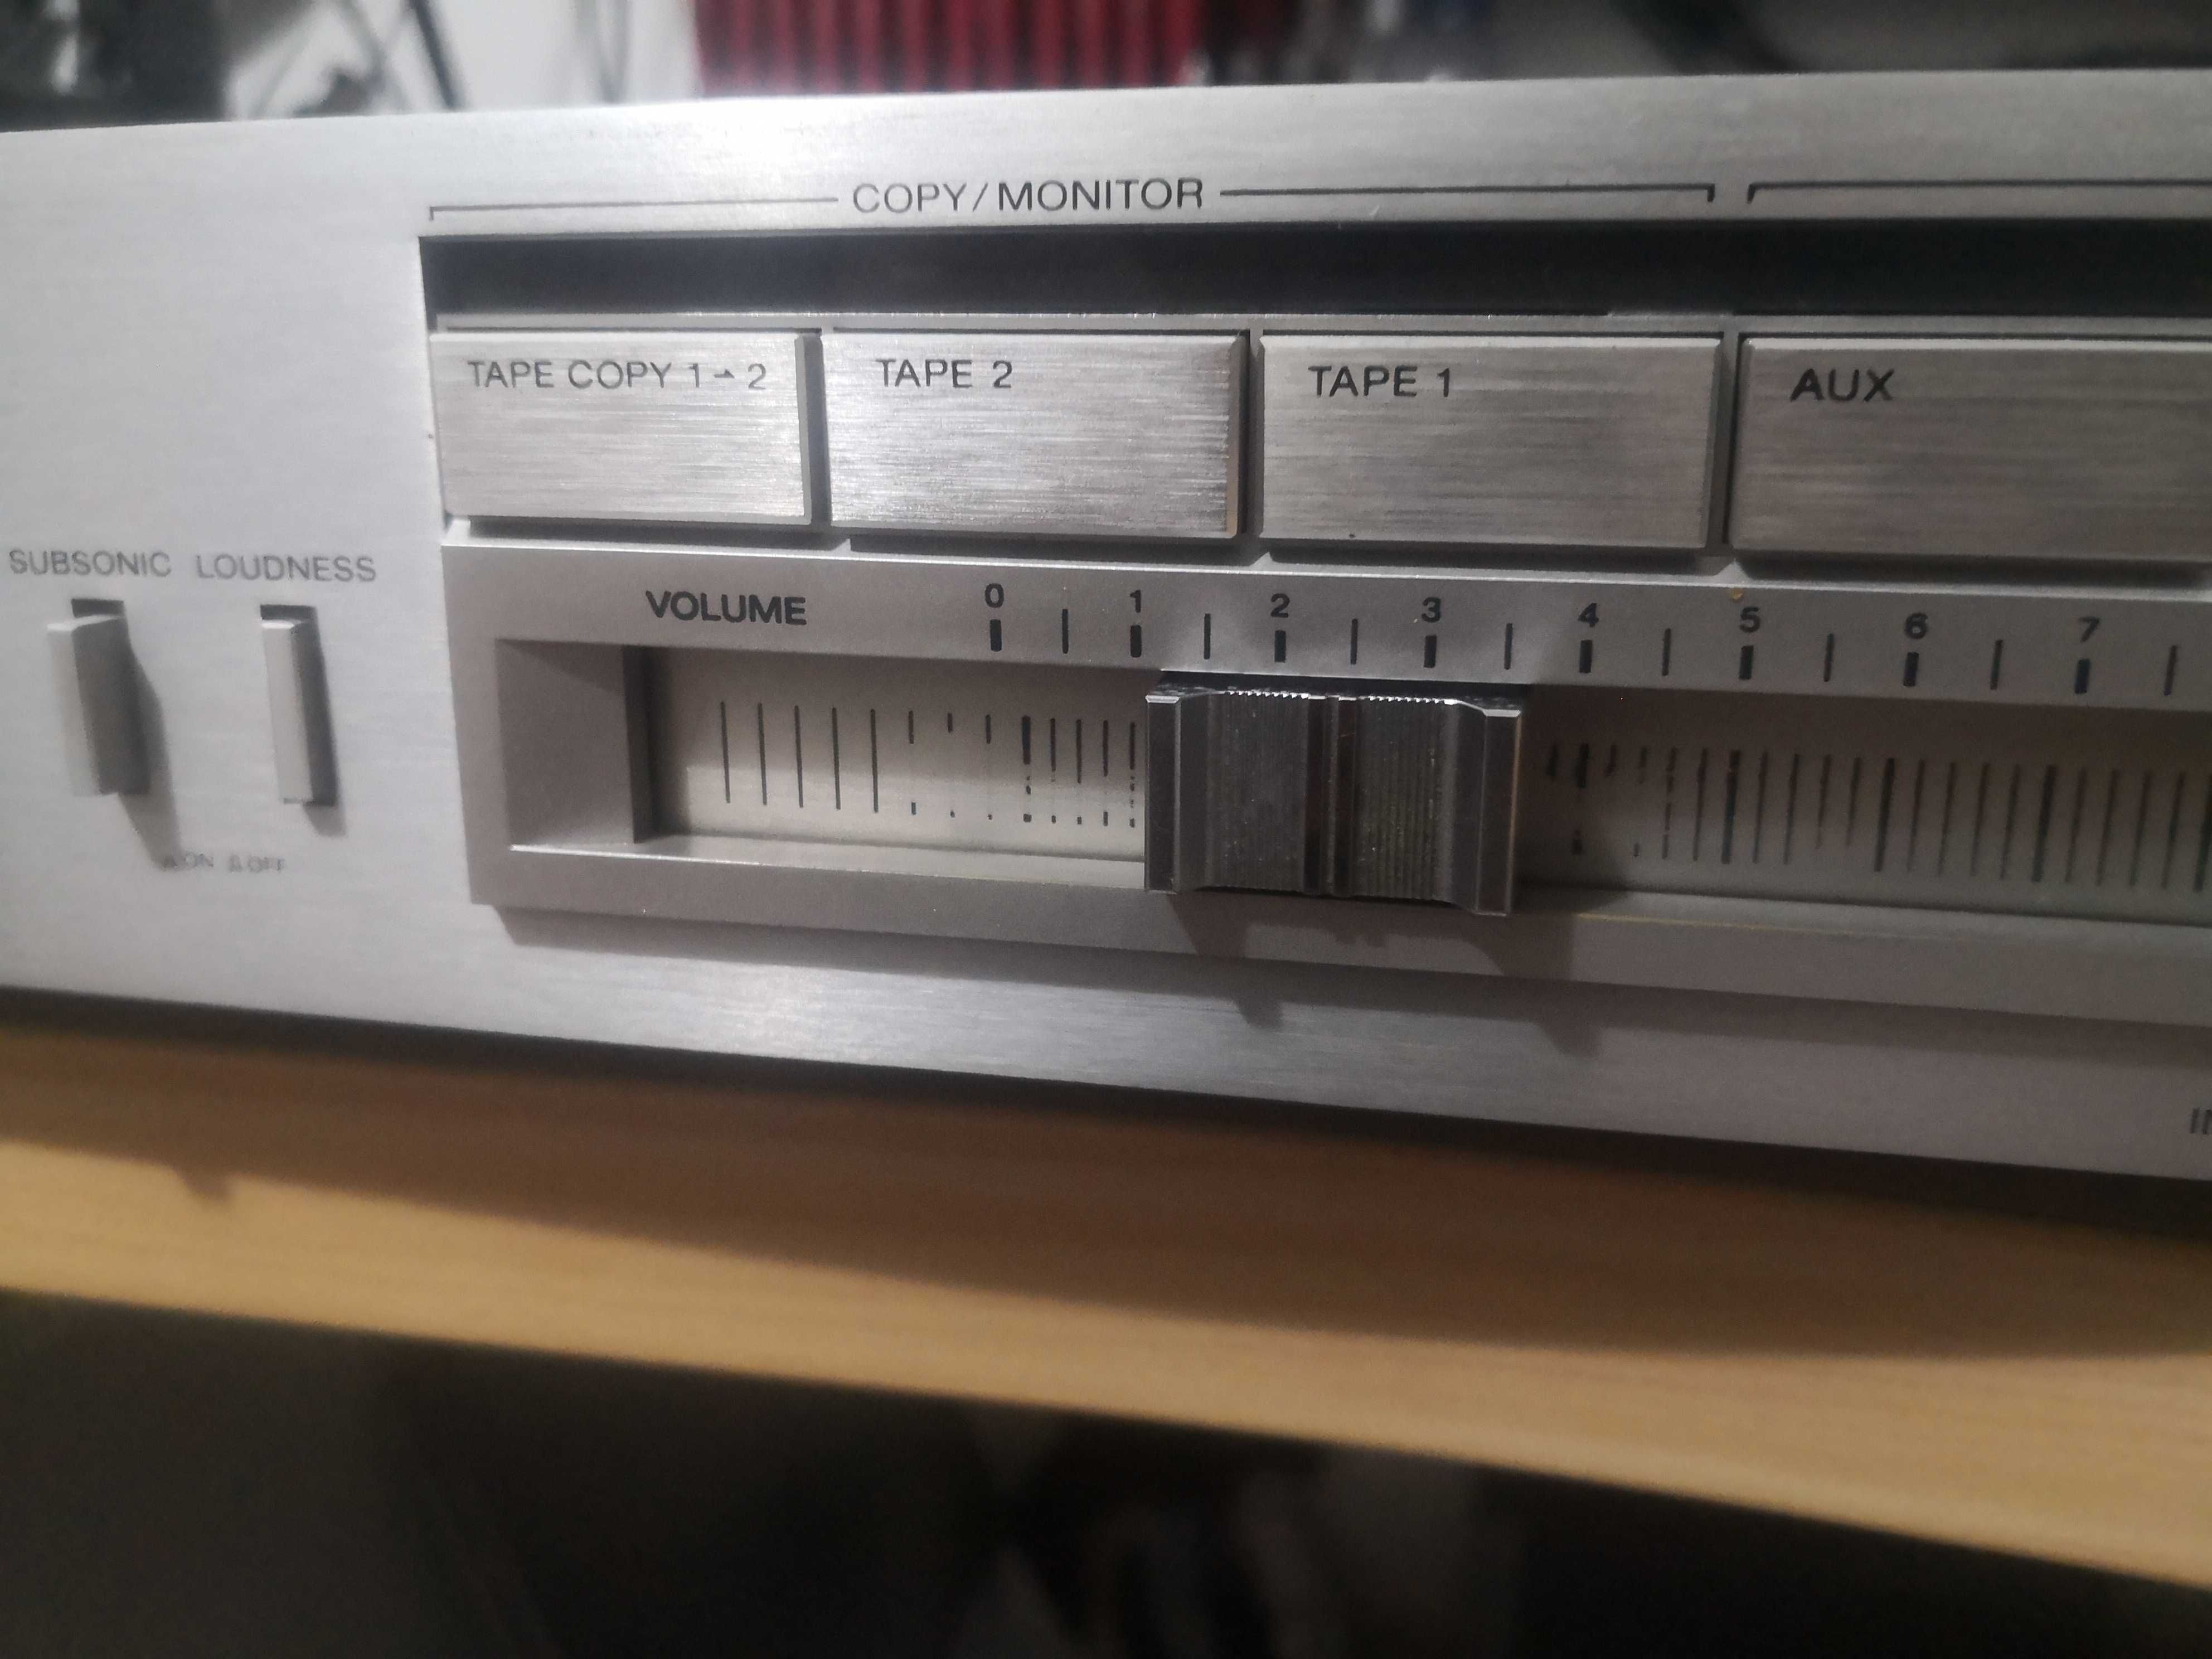 COPY/MONITOR
TAPE COPY 1→2 TAPE 2 TAPE 1 AUX
SUBSONIC LOUDNESS
VOLUME 0 1 2 3 4 5 6 7
ON OFF